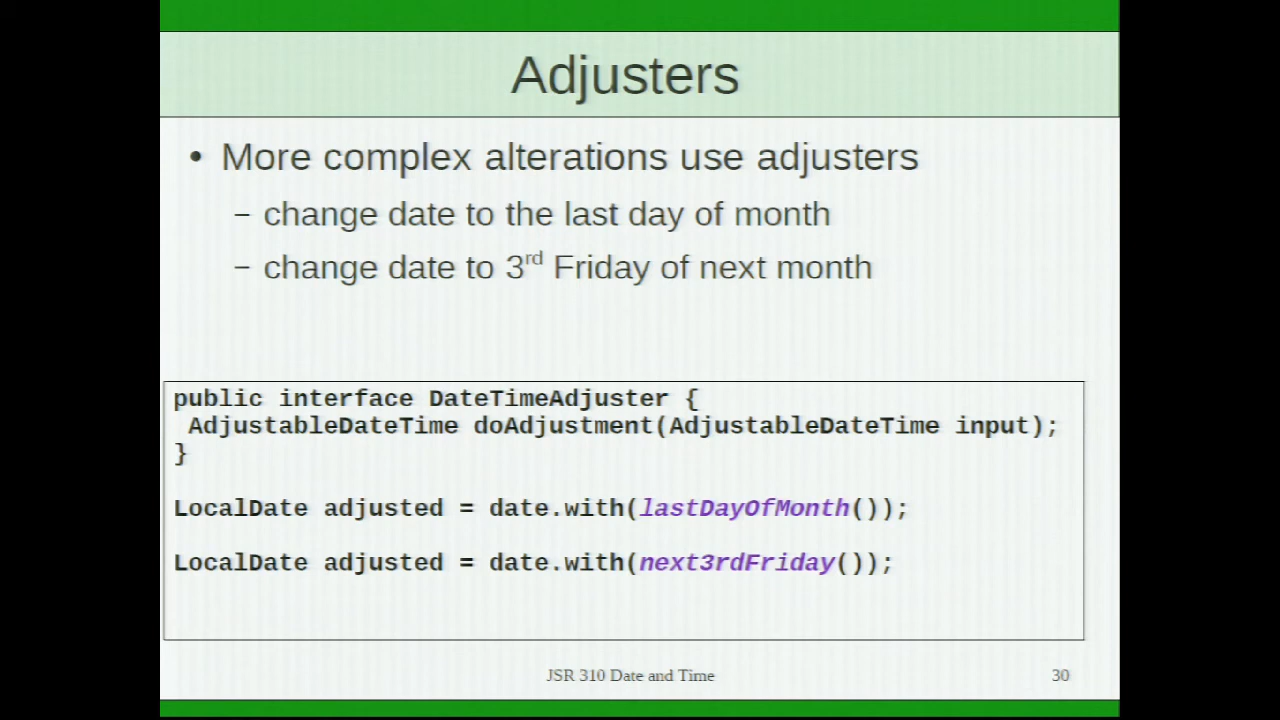 Adjusters
• More complex alterations use adjusters
– change date to the last day of month
– change date to 3rd Friday of next month
public interface DateTimeAdjuster {
 AdjustableDateTime doAdjustment(AdjustableDateTime input);
}
LocalDate adjusted = date.with(lastDayOfMonth());
LocalDate adjusted = date.with(next3rdFriday());
JSR 310 Date and Time
30